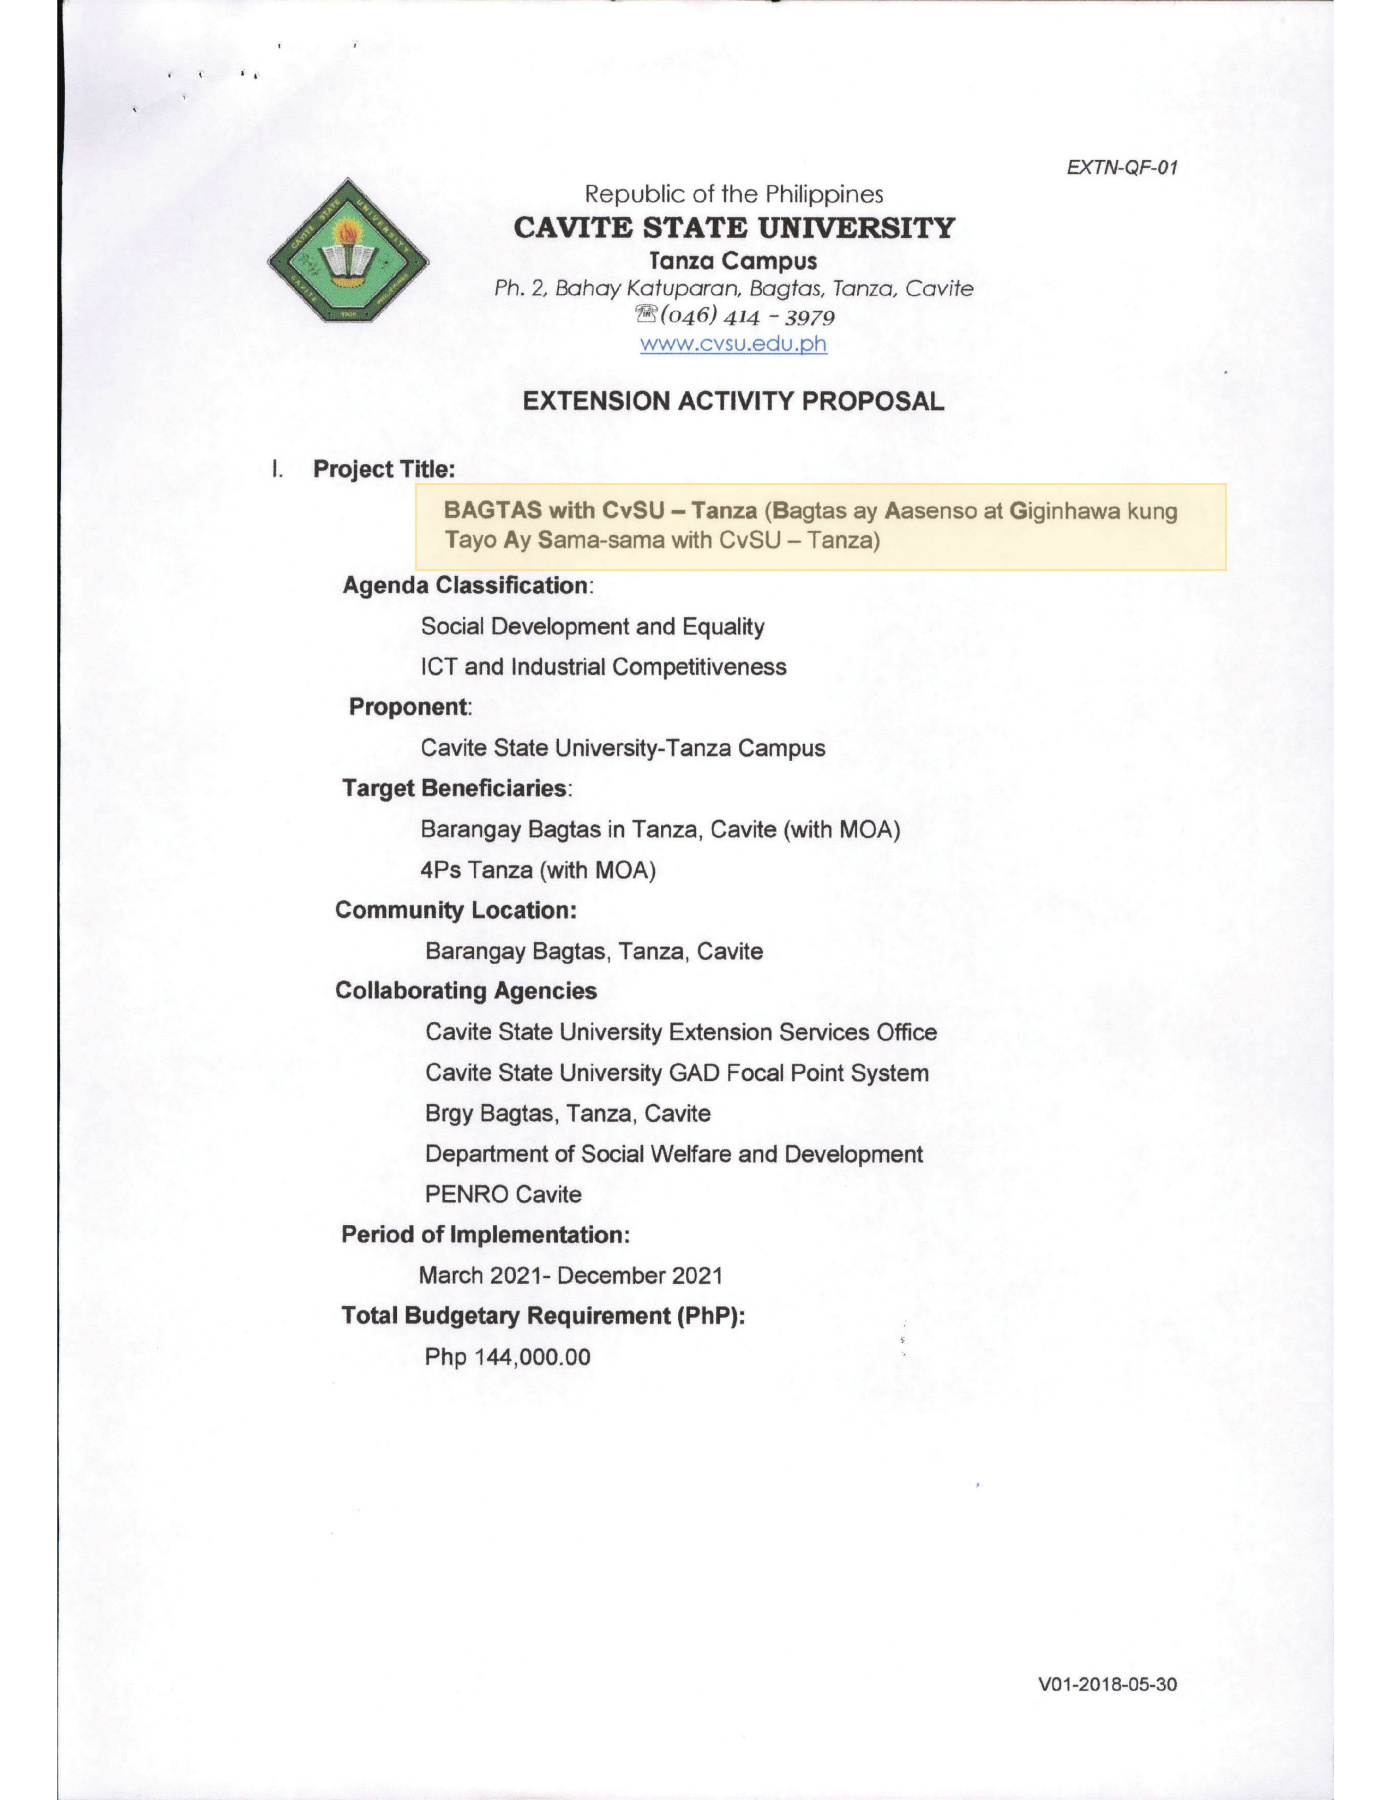 EXTN-QF-01
Republic of the Philippines
CAVITE STATE UNIVERSITY
Tanza Campus
Ph. 2, Bahay Katuparan, Bagtas, Tanza, Cavite
☏(046) 414 - 3979
www.cvsu.edu.ph
CAVITE STATE UNIVERSITY
CAVITE PHILIPPINES
1906
EXTENSION ACTIVITY PROPOSAL
I. Project Title:
BAGTAS with CvSU – Tanza (Bagtas ay Aasenso at Giginhawa kung
Tayo Ay Sama-sama with CvSU – Tanza)
Agenda Classification:
Social Development and Equality
ICT and Industrial Competitiveness
Proponent:
Cavite State University-Tanza Campus
Target Beneficiaries:
Barangay Bagtas in Tanza, Cavite (with MOA)
4Ps Tanza (with MOA)
Community Location:
Barangay Bagtas, Tanza, Cavite
Collaborating Agencies
Cavite State University Extension Services Office
Cavite State University GAD Focal Point System
Brgy Bagtas, Tanza, Cavite
Department of Social Welfare and Development
PENRO Cavite
Period of Implementation:
March 2021- December 2021
Total Budgetary Requirement (PhP):
Php 144,000.00
V01-2018-05-30